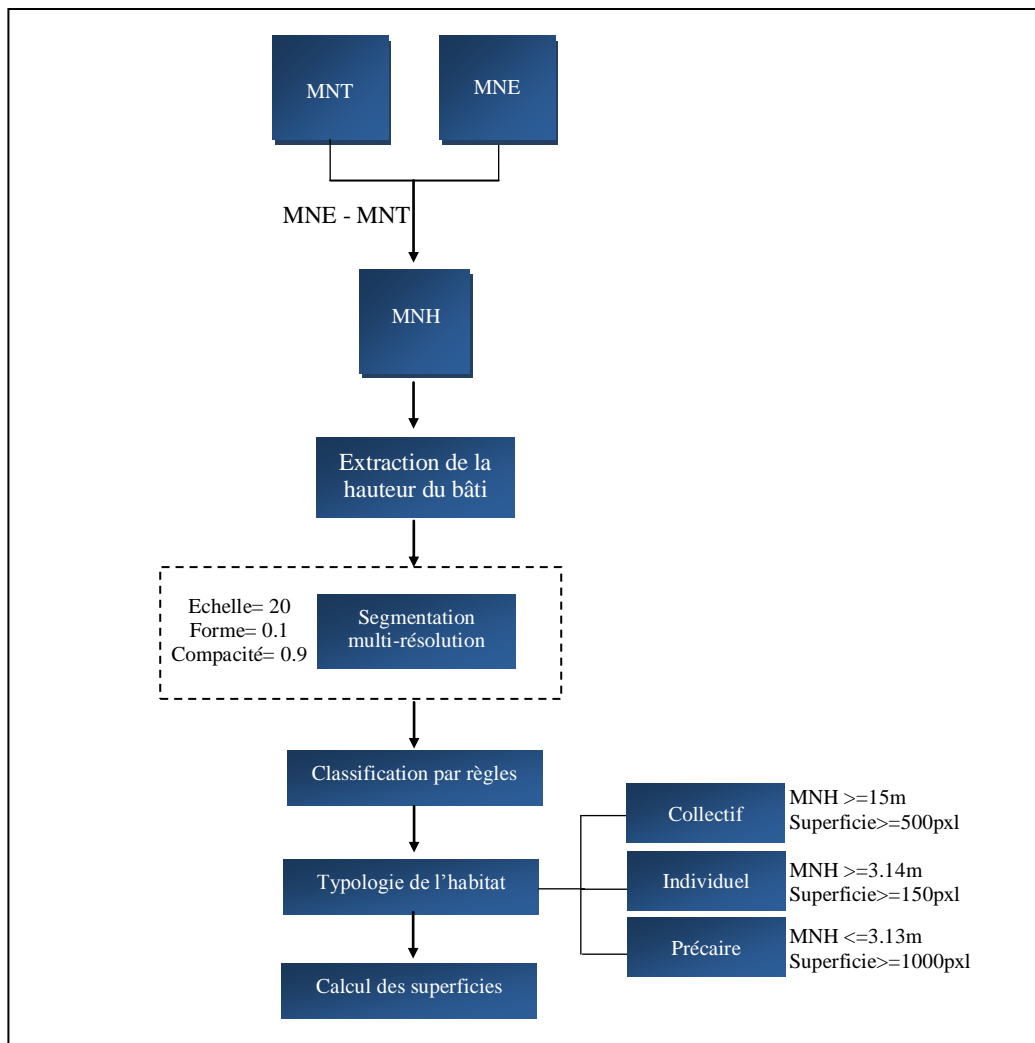 MNT
MNE
MNE - MNT
MNH
Extraction de la
hauteur du bâti
Echelle= 20
Forme= 0.1
Compacité= 0.9
Segmentation
multi-résolution
Classification par règles
Typologie de l’habitat
Collectif
MNH >=15m
Superficie>=500pxl
Individuel
MNH >=3.14m
Superficie>=150pxl
Précaire
MNH <=3.13m
Superficie>=1000pxl
Calcul des superficies